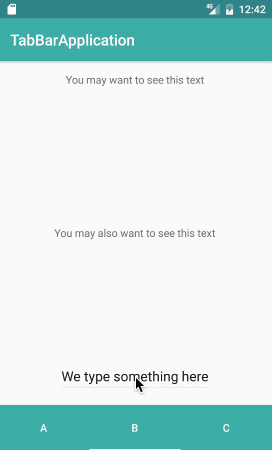 4G 12:42
TabBarApplication
You may want to see this text
You may also want to see this text
We type something here
A B C